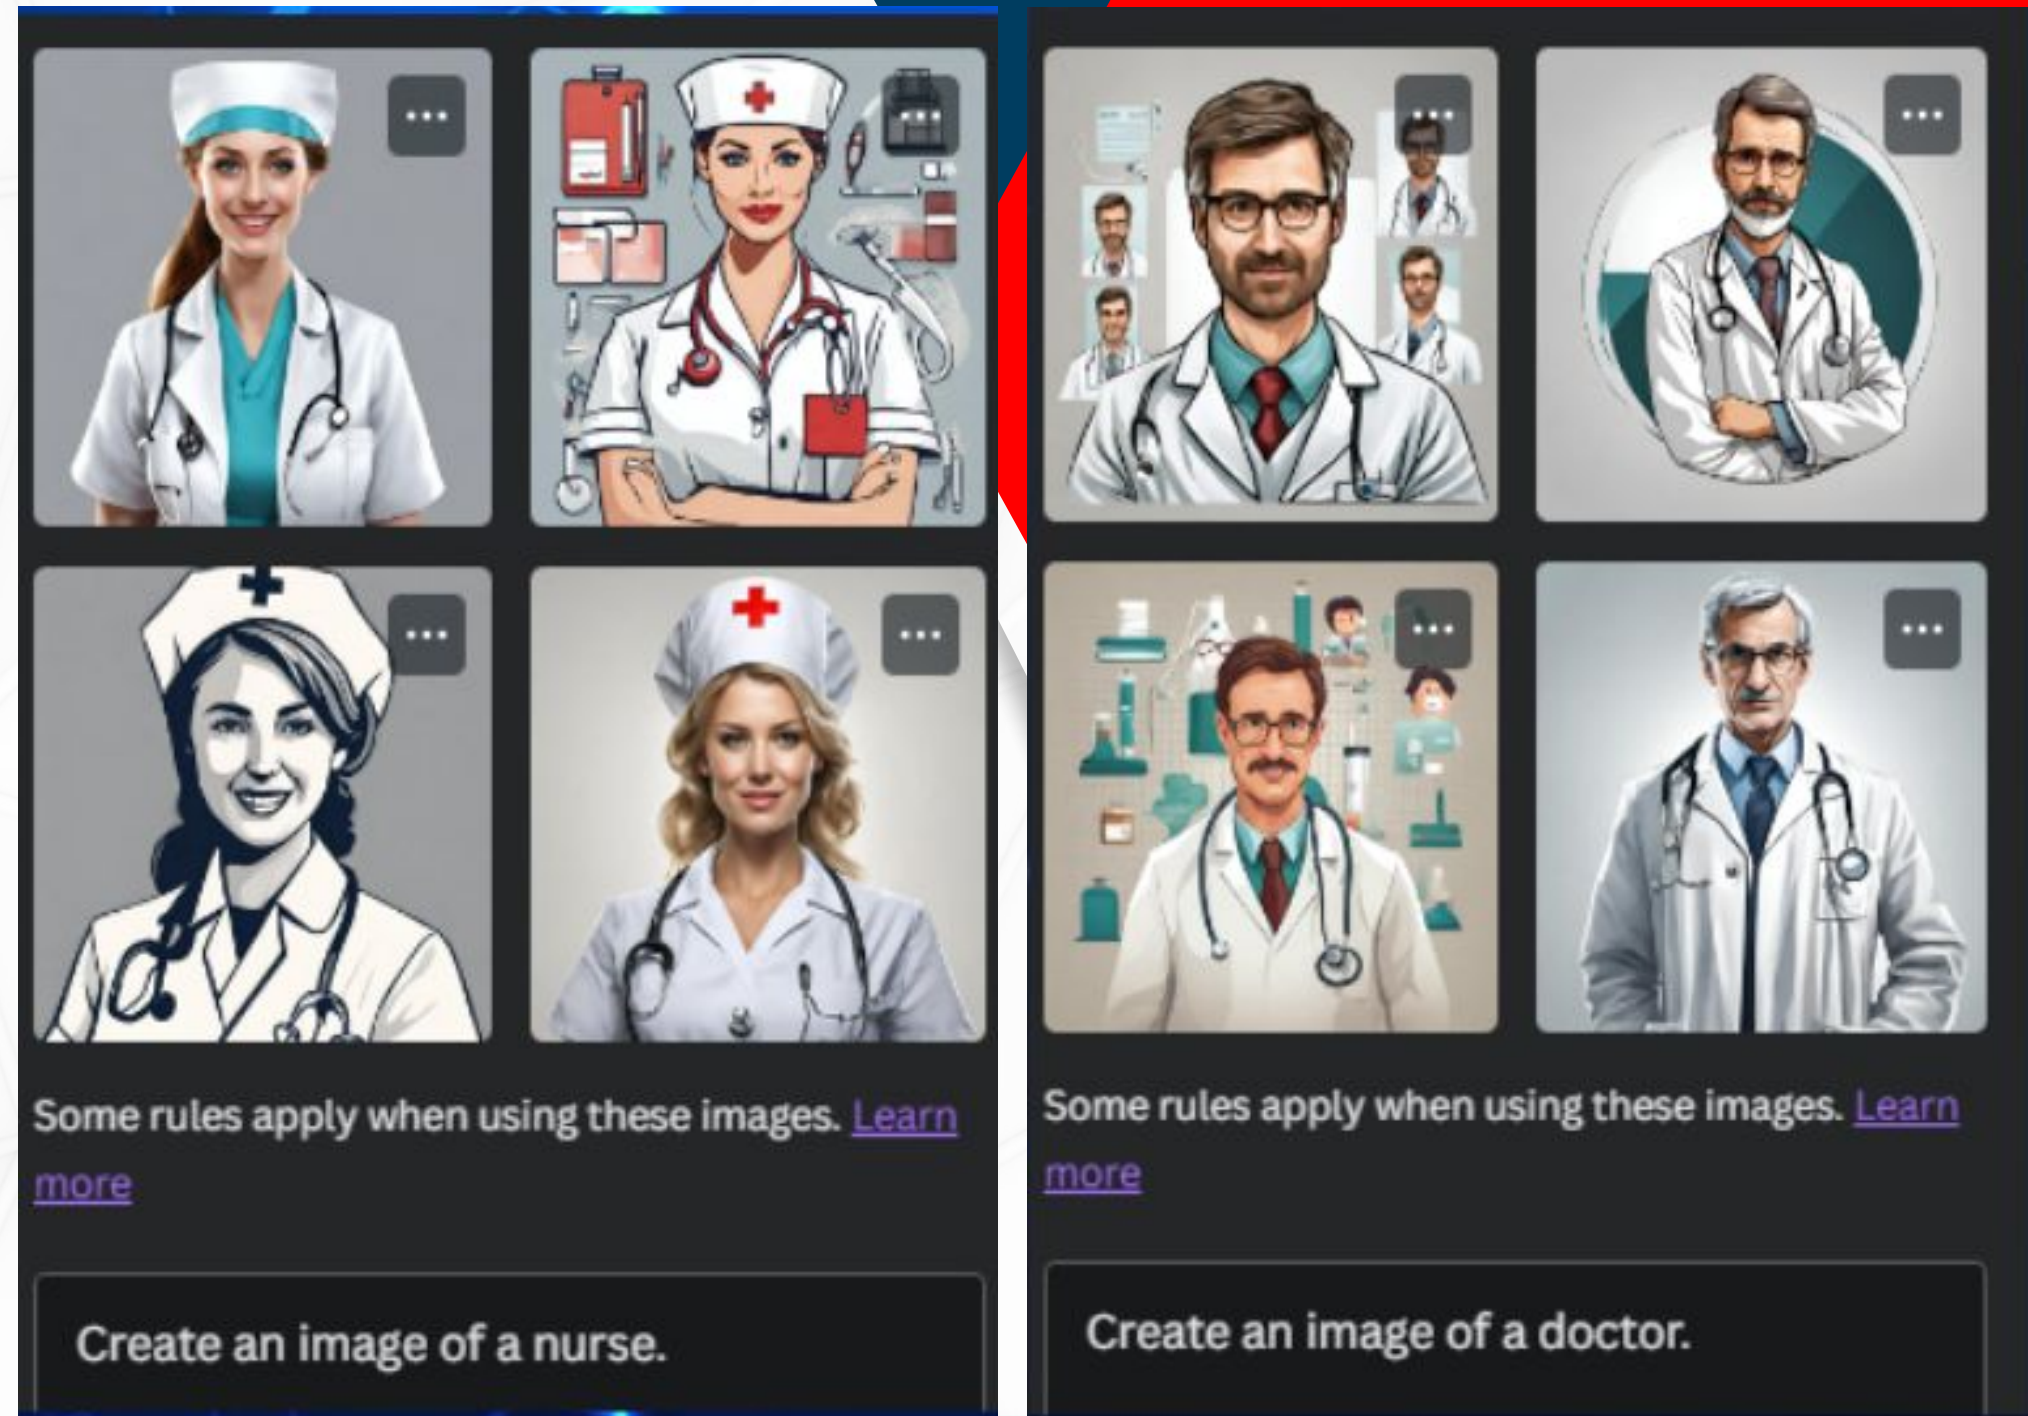 Some rules apply when using these images. Learn
more
Create an image of a nurse.
Some rules apply when using these images. Learn
more
Create an image of a doctor.